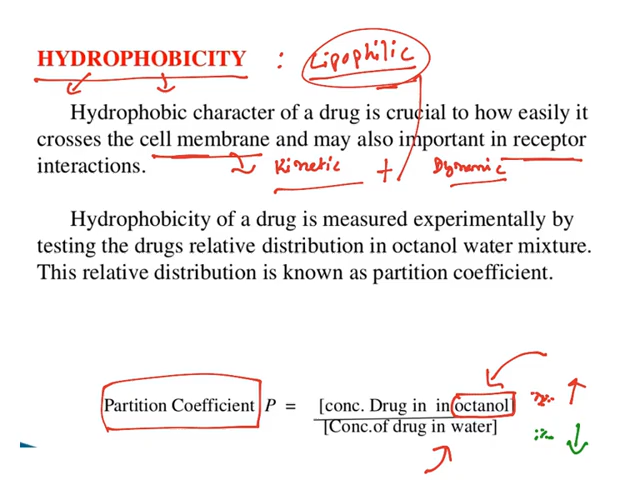 HYDROPHOBICITY : Lipophilic
Hydrophobic character of a drug is crucial to how easily it
crosses the cell membrane and may also important in receptor
interactions. Kinetic + Dynamic
Hydrophobicity of a drug is measured experimentally by
testing the drugs relative distribution in octanol water mixture.
This relative distribution is known as partition coefficient.
Partition Coefficient P = [conc. Drug in in octanol]
[Conc.of drug in water]